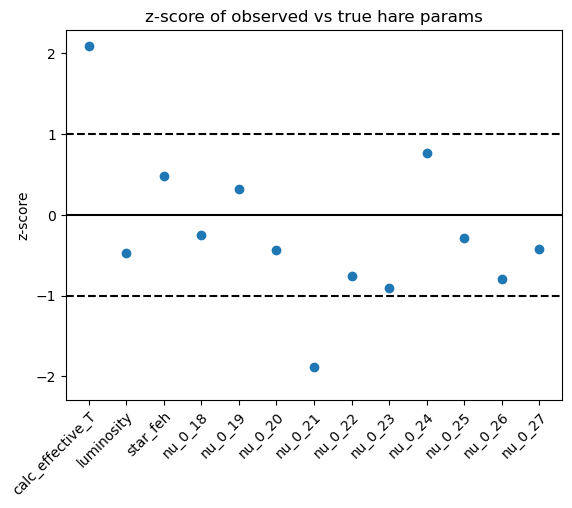 z-score of observed vs true hare params
z-score
2
1
0
−1
−2
calc_effective_T
luminosity
star_feh
nu_0_18
nu_0_19
nu_0_20
nu_0_21
nu_0_22
nu_0_23
nu_0_24
nu_0_25
nu_0_26
nu_0_27